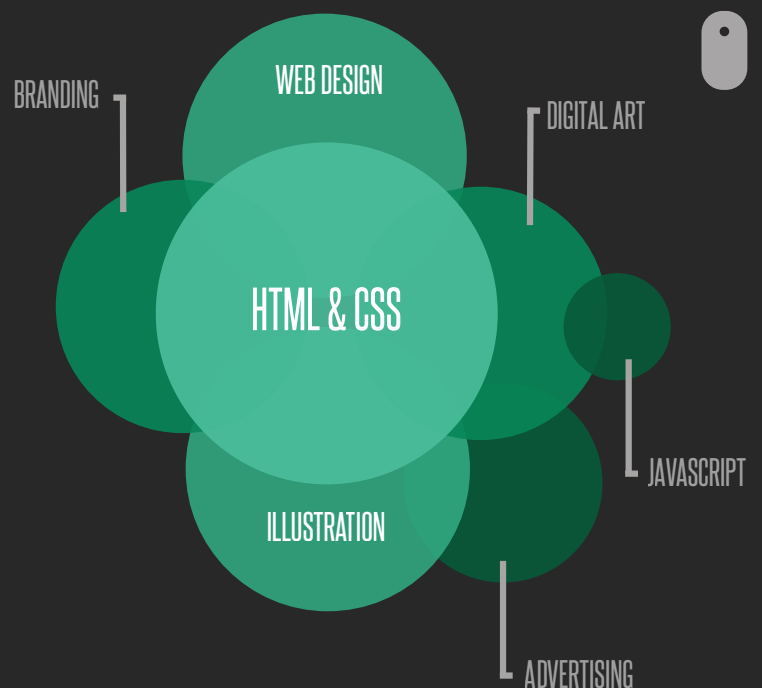 WEB DESIGN
BRANDING
DIGITAL ART
HTML & CSS
JAVASCRIPT
ILLUSTRATION
ADVERTISING